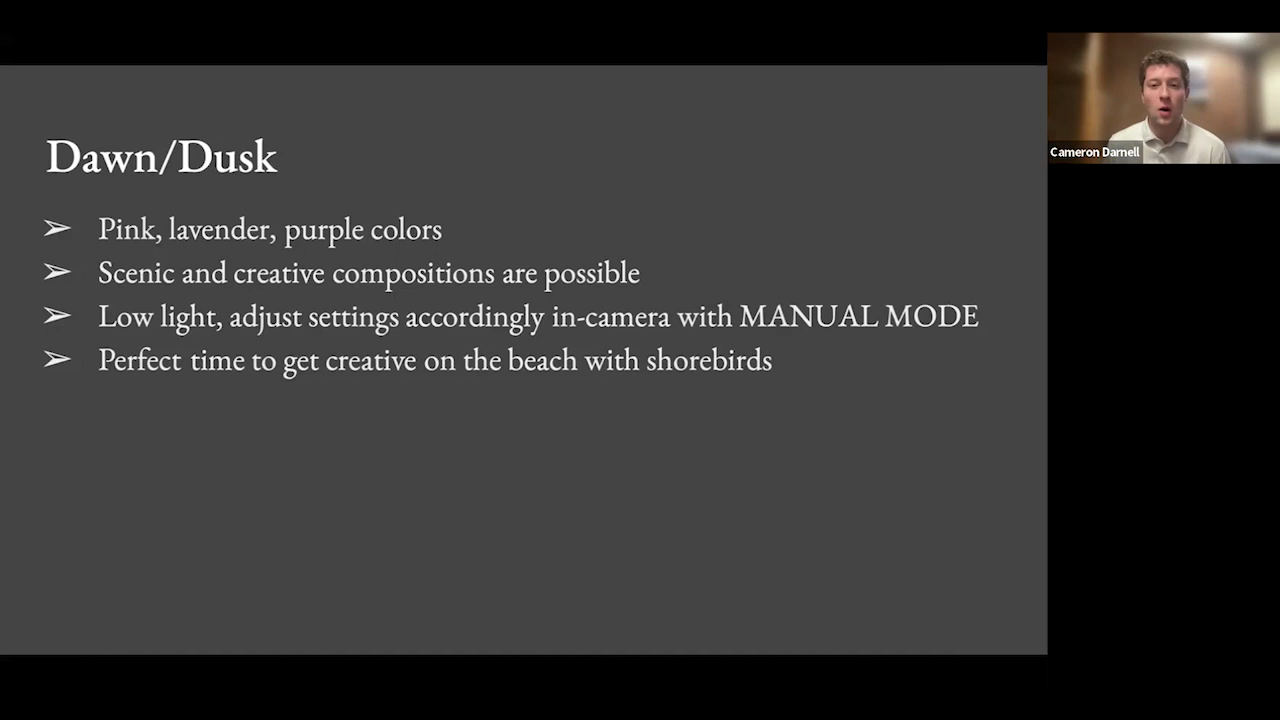 Dawn/Dusk
➢ Pink, lavender, purple colors
➢ Scenic and creative compositions are possible
➢ Low light, adjust settings accordingly in-camera with MANUAL MODE
➢ Perfect time to get creative on the beach with shorebirds
Cameron Darnell